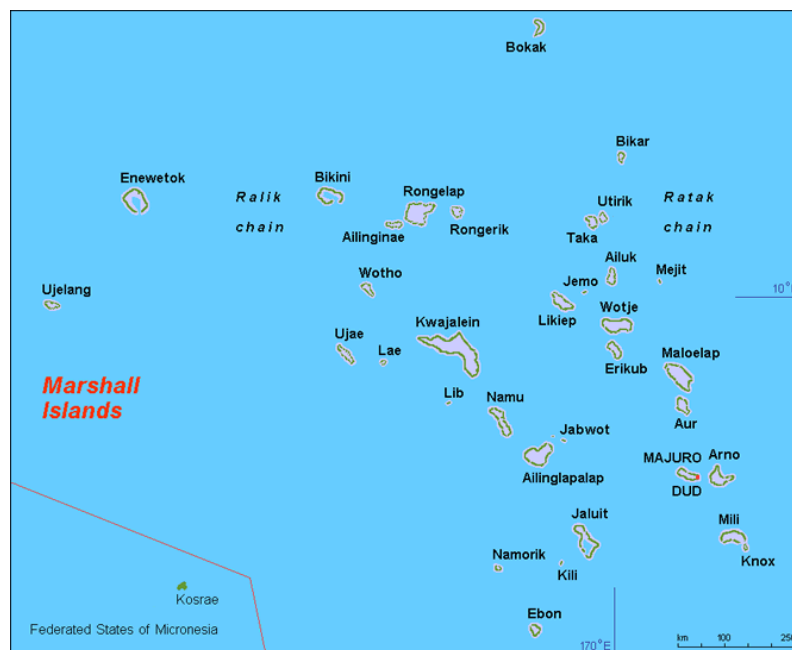 Bokak
Bikar
Enewetok
Ralik
chain
Bikini
Rongelap
Rongerik
Ailinginae
Utirik
Taka
Ratak
chain
Ailuk
Mejit
Jemo
Wotho
Ujelang
Likiep
Wotje
10°
Kwajalein
Ujae
Lae
Erikub
Maloelap
Marshall
Islands
Lib
Namu
Aur
Jabwot
Ailinglapalap
MAJURO
Arno
DUD
Jaluit
Mili
Knox
Namorik
Kili
Kosrae
Ebon
Federated States of Micronesia
170°E
km 100 250